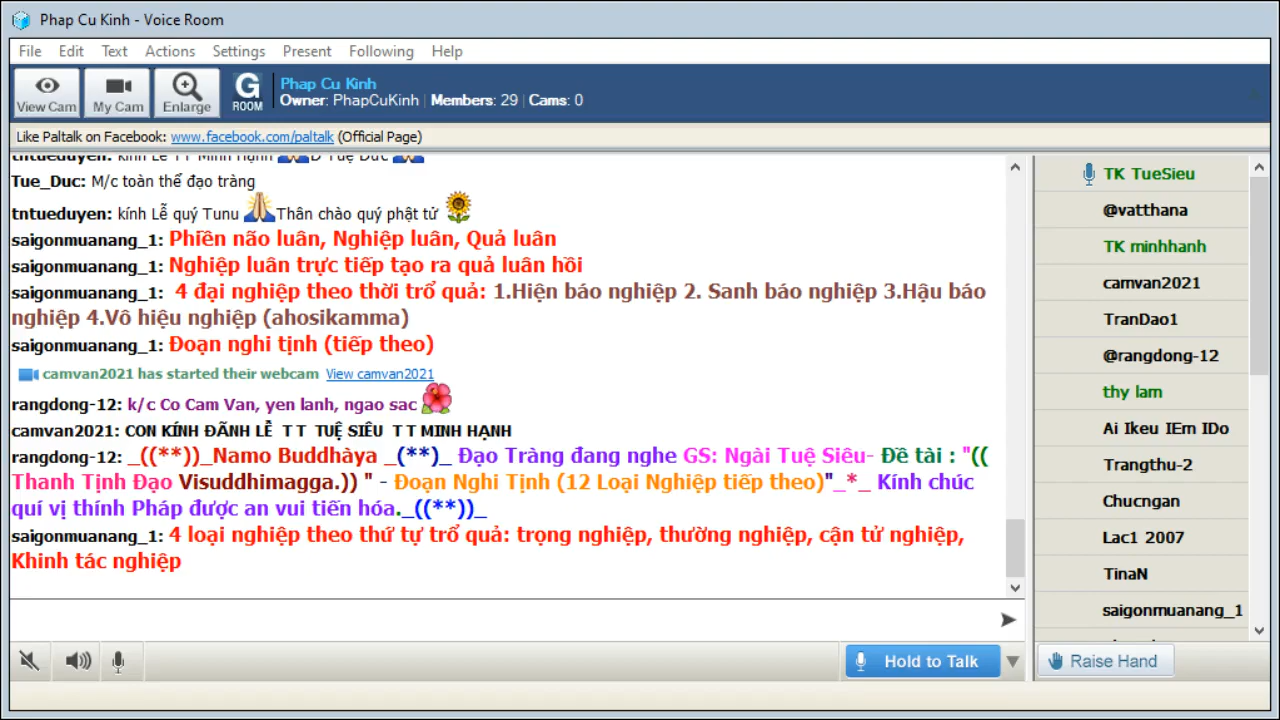 Phap Cu Kinh - Voice Room
File Edit Text Actions Settings Present Following Help
View Cam My Cam Enlarge G ROOM
Phap Cu Kinh
Owner: PhapCuKinh | Members: 29 | Cams: 0
Like Paltalk on Facebook: www.facebook.com/paltalk (Official Page)
tntueduyen: kính Lễ TT Minh Hạnh Đ Tuệ Đức
Tue_Duc: M/c toàn thể đạo tràng
tntueduyen: kính Lễ quý Tunu Thân chào quý phật tử
saigonmuanang_1: Phiền não luân, Nghiệp luân, Quả luân
saigonmuanang_1: Nghiệp luân trực tiếp tạo ra quả luân hồi
saigonmuanang_1: 4 đại nghiệp theo thời trổ quả: 1.Hiện báo nghiệp 2. Sanh báo nghiệp 3.Hậu báo
nghiệp 4.Vô hiệu nghiệp (ahosikamma)
saigonmuanang_1: Đoạn nghi tịnh (tiếp theo)
camvan2021 has started their webcam View camvan2021
rangdong-12: k/c Co Cam Van, yen lanh, ngao sac
camvan2021: CON KÍNH ĐÃNH LỄ T T TUỆ SIÊU T T MINH HẠNH
rangdong-12: _((**))_Namo Buddhàya _(**)_ Đạo Tràng đang nghe GS: Ngài Tuệ Siêu- Đề tài : "((
Thanh Tịnh Đạo Visuddhimagga.)) " - Đoạn Nghi Tịnh (12 Loại Nghiệp tiếp theo)"_*_ Kính chúc
quí vị thính Pháp được an vui tiến hóa._((**))_
saigonmuanang_1: 4 loại nghiệp theo thứ tự trổ quả: trọng nghiệp, thường nghiệp, cận tử nghiệp,
Khinh tác nghiệp
Hold to Talk
TK TueSieu
@vatthana
TK minhhanh
camvan2021
TranDao1
@rangdong-12
thy lam
Ai Ikeu IEm IDo
Trangthu-2
Chucngan
Lac1 2007
TinaN
saigonmuanang_1
Raise Hand